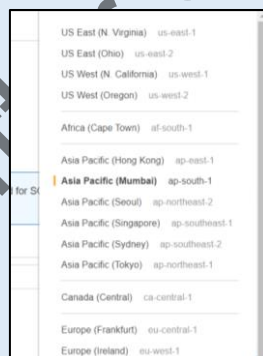 US East (N. Virginia) us-east-1
US East (Ohio) us-east-2
US West (N. California) us-west-1
US West (Oregon) us-west-2
Africa (Cape Town) af-south-1
Asia Pacific (Hong Kong) ap-east-1
Asia Pacific (Mumbai) ap-south-1
for SC
Asia Pacific (Seoul) ap-northeast-2
Asia Pacific (Singapore) ap-southeast-1
Asia Pacific (Sydney) ap-southeast-2
Asia Pacific (Tokyo) ap-northeast-1
Canada (Central) ca-central-1
Europe (Frankfurt) eu-central-1
Europe (Ireland) eu-west-1